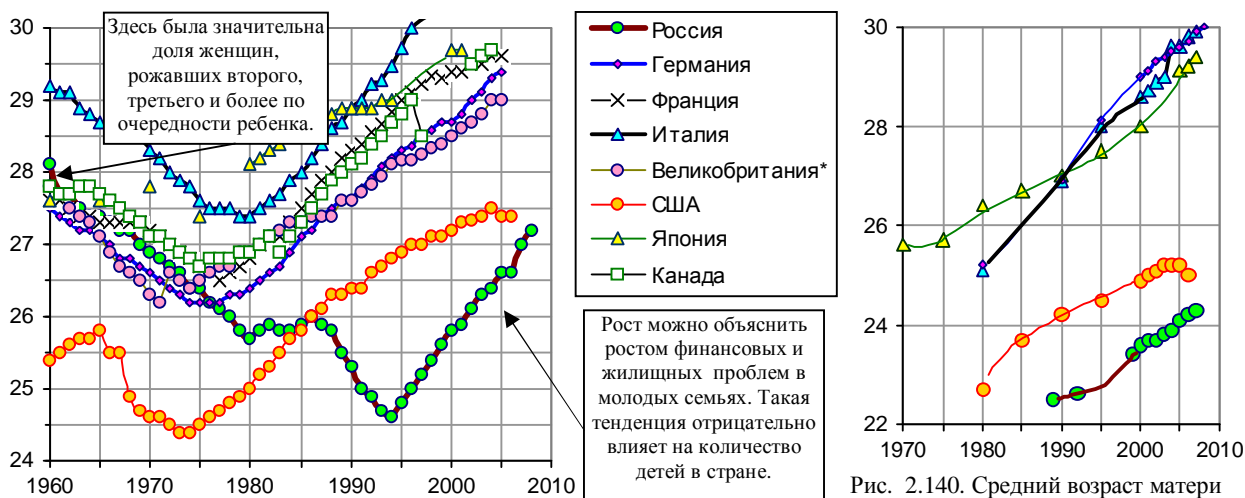 30
29
28
27
26
25
24
1960
1970
1980
1990
2000
2010
Здесь была значительна
доля женщин,
рожавших второго,
третьего и более по
очередности ребенка.
Россия
Германия
Франция
Италия
Великобритания*
США
Япония
Канада
Рост можно объяснить
ростом финансовых и
жилищных проблем в
молодых семьях. Такая
тенденция отрицательно
влияет на количество
детей в стране.
30
28
26
24
22
1970
1980
1990
2000
2010
Рис. 2.140. Средний возраст матери